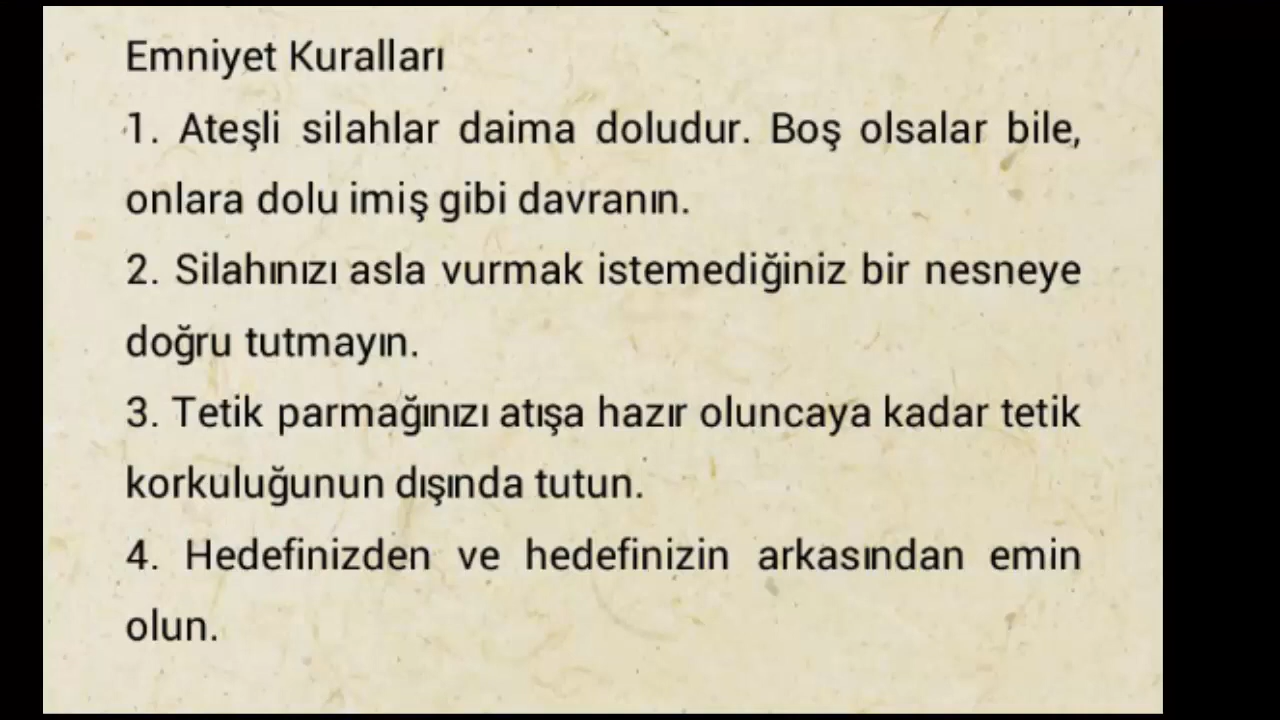 Emniyet Kuralları
1. Ateşli silahlar daima doludur. Boş olsalar bile,
onlara dolu imiş gibi davranın.
2. Silahınızı asla vurmak istemediğiniz bir nesneye
doğru tutmayın.
3. Tetik parmağınızı atışa hazır oluncaya kadar tetik
korkuluğunun dışında tutun.
4. Hedefinizden ve hedefinizin arkasından emin
olun.